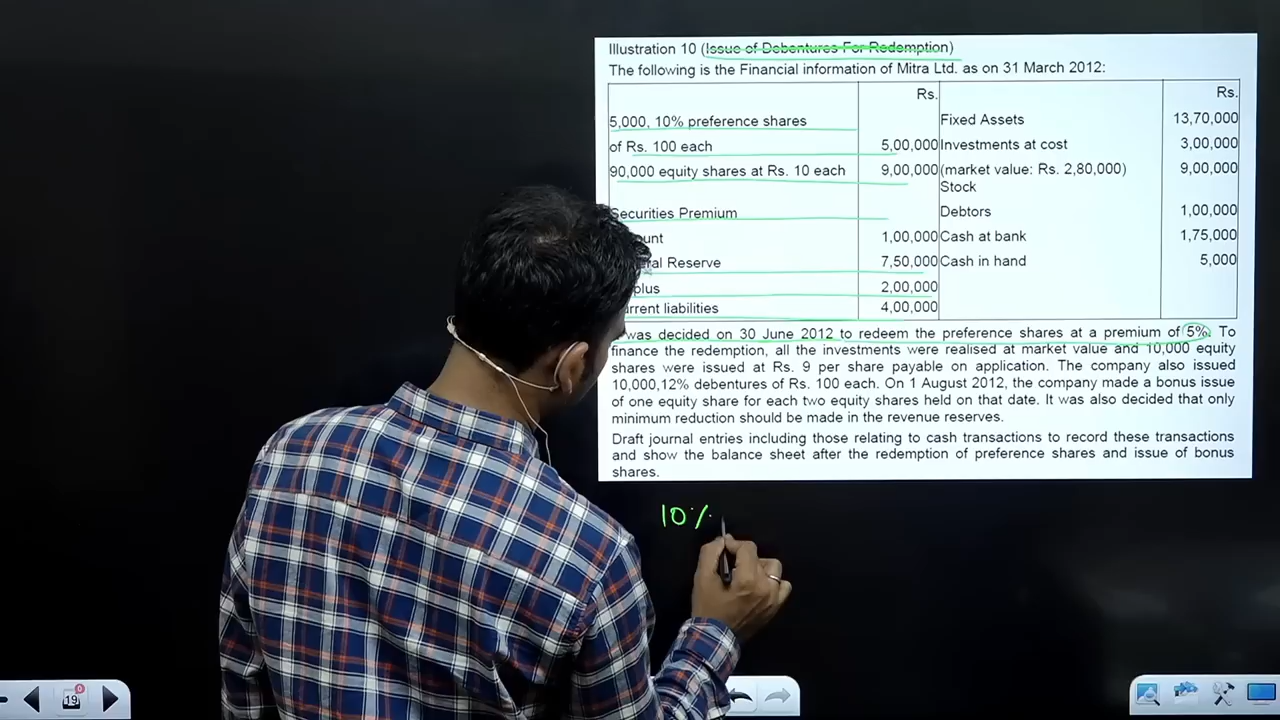 Illustration 10 (Issue of Debentures For Redemption)
The following is the Financial information of Mitra Ltd. as on 31 March 2012:
Rs. Rs.
5,000, 10% preference shares Fixed Assets 13,70,000
of Rs. 100 each 5,00,000 Investments at cost 3,00,000
90,000 equity shares at Rs. 10 each 9,00,000 (market value: Rs. 2,80,000) 9,00,000
Stock
Securities Premium Debtors 1,00,000
1,00,000 Cash at bank 1,75,000
Reserve 7,50,000 Cash in hand 5,000
2,00,000
liabilities 4,00,000
was decided on 30 June 2012 to redeem the preference shares at a premium of 5%. To
finance the redemption, all the investments were realised at market value and 10,000 equity
shares were issued at Rs. 9 per share payable on application. The company also issued
10,000,12% debentures of Rs. 100 each. On 1 August 2012, the company made a bonus issue
of one equity share for each two equity shares held on that date. It was also decided that only
minimum reduction should be made in the revenue reserves.
Draft journal entries including those relating to cash transactions to record these transactions
and show the balance sheet after the redemption of preference shares and issue of bonus
shares.
10%
19
0